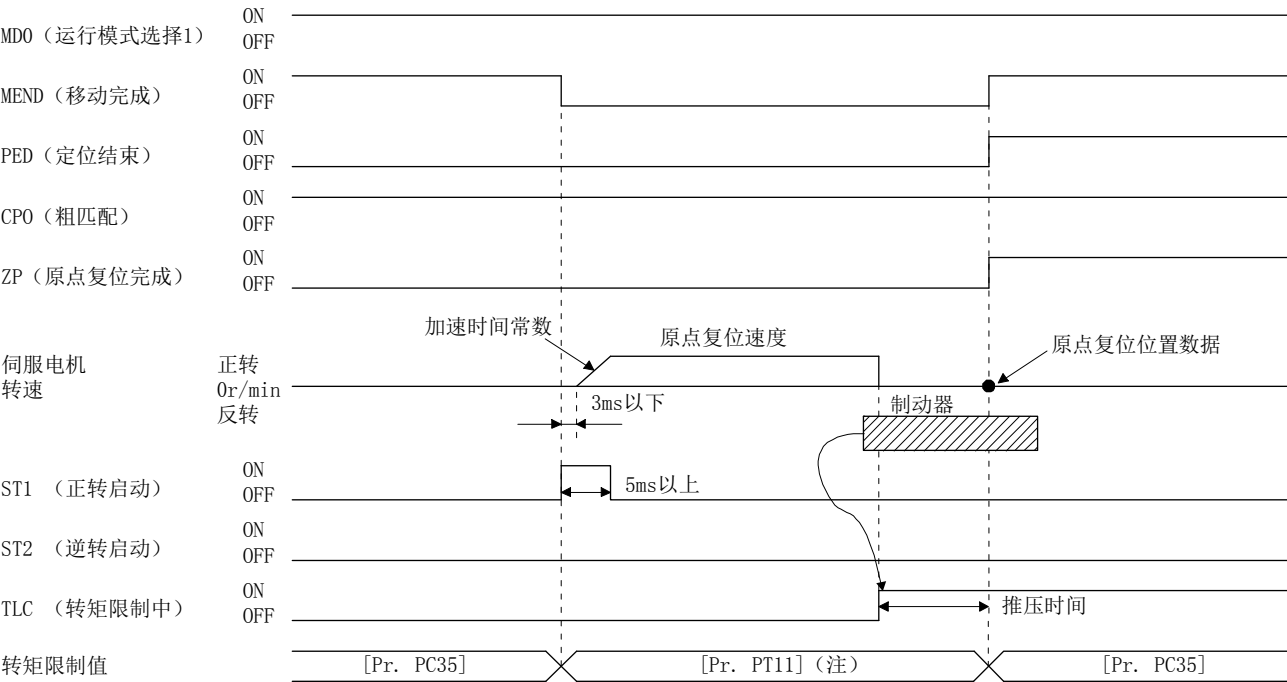 ON
MD0（运行模式选择1）
OFF
ON
MEND（移动完成）
OFF
ON
PED（定位结束）
OFF
ON
CPO（粗匹配）
OFF
ON
ZP（原点复位完成）
OFF
加速时间常数
原点复位速度
原点复位位置数据
伺服电机
转速
正转
0r/min
反转
3ms以下
制动器
ON
ST1 （正转启动）
OFF
5ms以上
ON
ST2 （逆转启动）
OFF
ON
TLC （转矩限制中）
OFF
推压时间
转矩限制值
[Pr. PC35]
[Pr. PT11]（注）
[Pr. PC35]